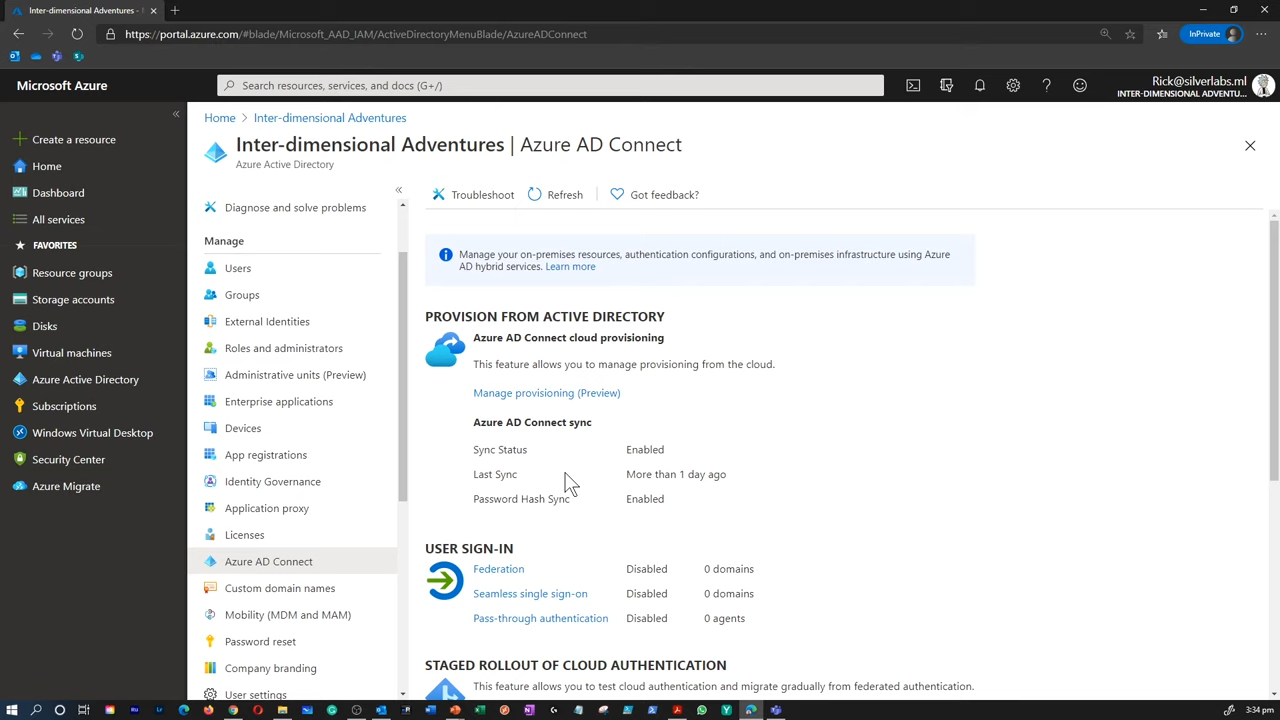 Inter-dimensional Adventures -
https://portal.azure.com/#blade/Microsoft_AAD_IAM/ActiveDirectoryMenuBlade/AzureADConnect
InPrivate
Microsoft Azure
Search resources, services, and docs (G+/)
Rick@silverlabs.ml
INTER-DIMENSIONAL ADVENTU...
Create a resource
Home
Dashboard
All services
FAVORITES
Resource groups
Storage accounts
Disks
Virtual machines
Azure Active Directory
Subscriptions
Windows Virtual Desktop
Security Center
Azure Migrate
Home > Inter-dimensional Adventures
Inter-dimensional Adventures | Azure AD Connect
Azure Active Directory
Diagnose and solve problems
Manage
Users
Groups
External Identities
Roles and administrators
Administrative units (Preview)
Enterprise applications
Devices
App registrations
Identity Governance
Application proxy
Licenses
Azure AD Connect
Custom domain names
Mobility (MDM and MAM)
Password reset
Company branding
User settings
Troubleshoot Refresh Got feedback?
Manage your on-premises resources, authentication configurations, and on-premises infrastructure using Azure
AD hybrid services. Learn more
PROVISION FROM ACTIVE DIRECTORY
Azure AD Connect cloud provisioning
This feature allows you to manage provisioning from the cloud.
Manage provisioning (Preview)
Azure AD Connect sync
Sync Status Enabled
Last Sync More than 1 day ago
Password Hash Sync Enabled
USER SIGN-IN
Federation Disabled 0 domains
Seamless single sign-on Disabled 0 domains
Pass-through authentication Disabled 0 agents
STAGED ROLLOUT OF CLOUD AUTHENTICATION
This feature allows you to test cloud authentication and migrate gradually from federated authentication.
3:34 pm